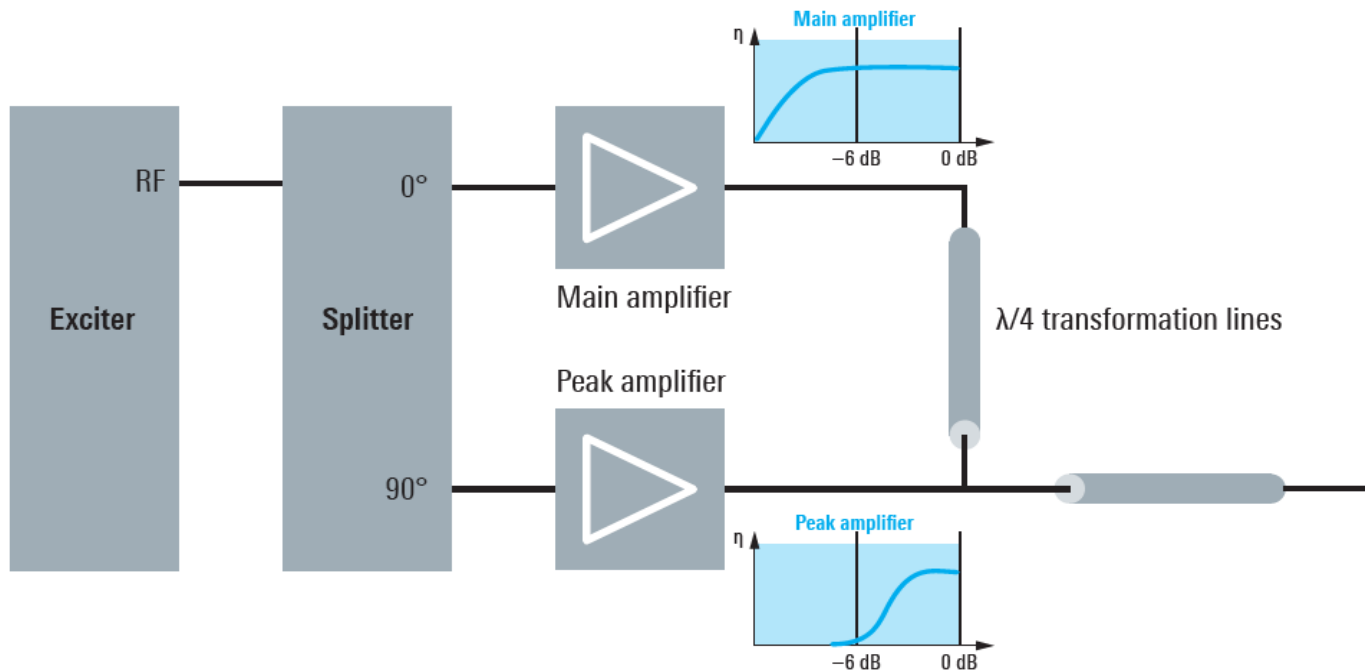 Main amplifier
η
−6 dB
0 dB
RF
0°
Exciter
Splitter
Main amplifier
λ/4 transformation lines
Peak amplifier
90°
Peak amplifier
η
−6 dB
0 dB